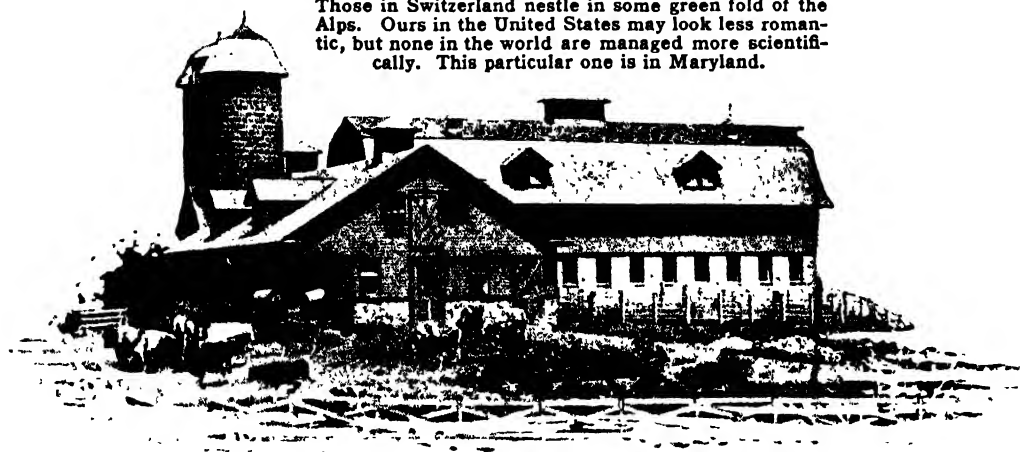 Those in Switzerland nestle in some green fold of the
Alps. Ours in the United States may look less roman-
tic, but none in the world are managed more scientifi-
cally. This particular one is in Maryland.